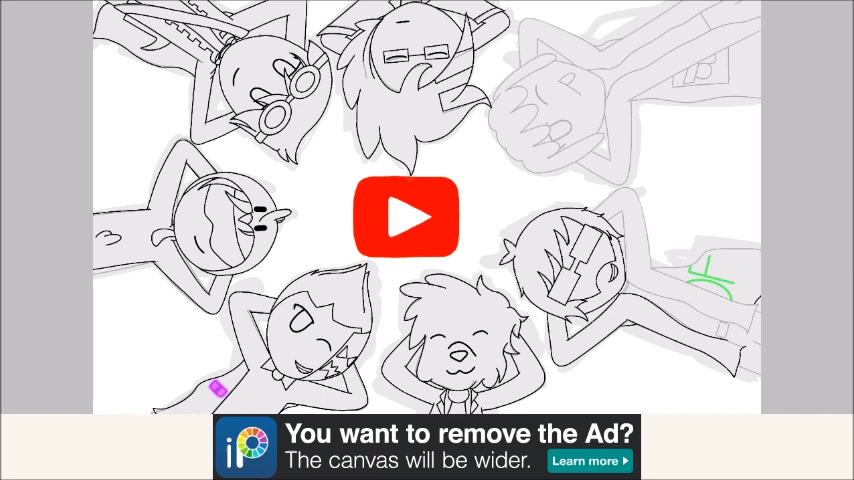 You want to remove the Ad?
The canvas will be wider.
Learn more